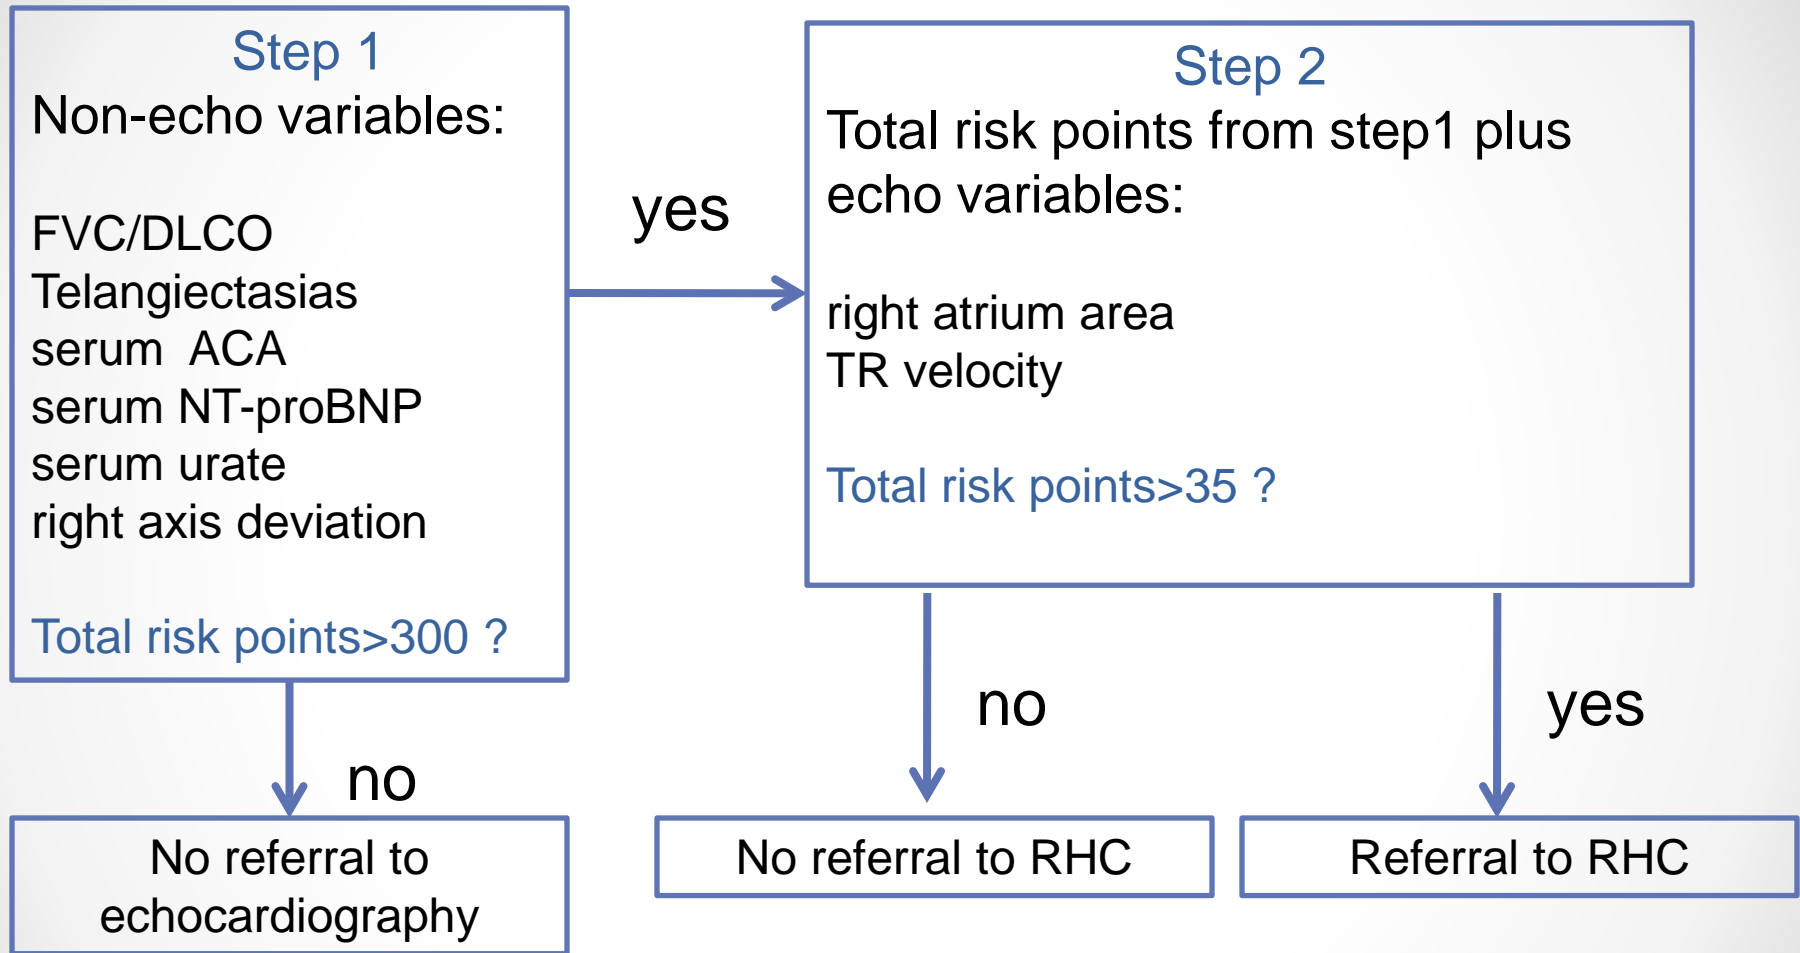 Step 1
Non-echo variables:
FVC/DLCO
Telangiectasias
serum  ACA
serum NT-proBNP
serum urate
right axis deviation
Total risk points>300 ?
yes
Step 2
Total risk points from step1 plus
echo variables:
right atrium area
TR velocity
Total risk points>35 ?
no
no
yes
No referral to
echocardiography
No referral to RHC
Referral to RHC